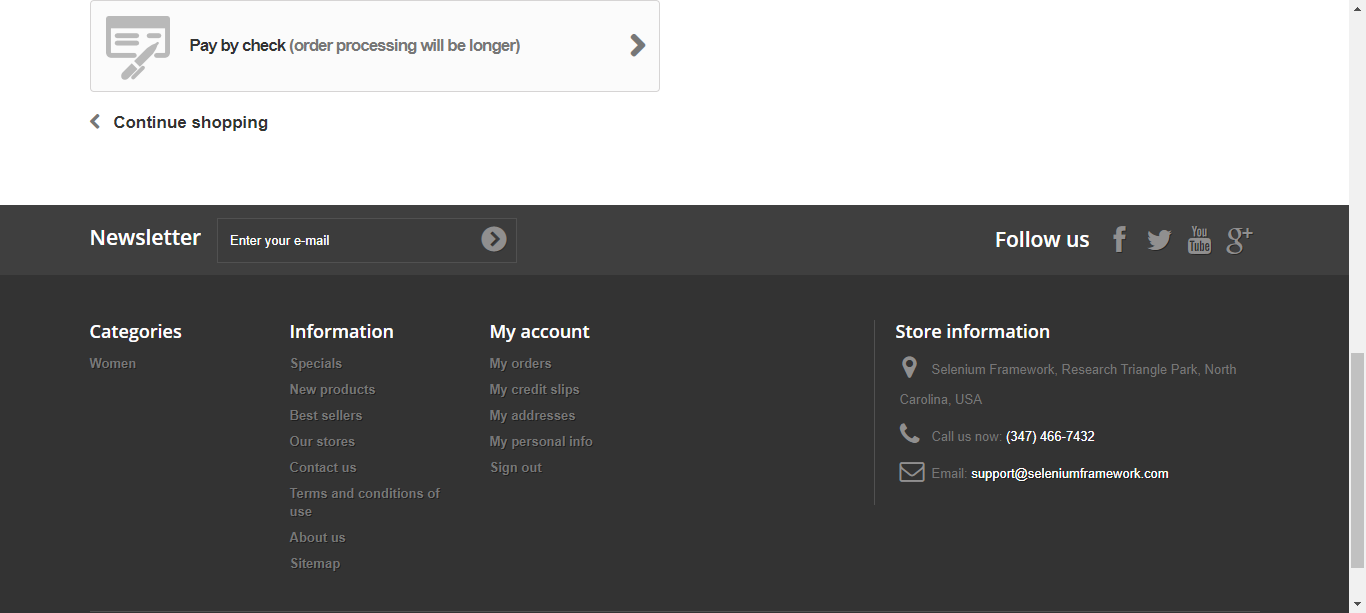 Pay by check (order processing will be longer)
Continue shopping
Newsletter
Enter your e-mail
Follow us
You
Tube
g+
Categories
Women
Information
Specials
New products
Best sellers
Our stores
Contact us
Terms and conditions of
use
About us
Sitemap
My account
My orders
My credit slips
My addresses
My personal info
Sign out
Store information
Selenium Framework, Research Triangle Park, North
Carolina, USA
Call us now: (347) 466-7432
Email: support@seleniumframework.com